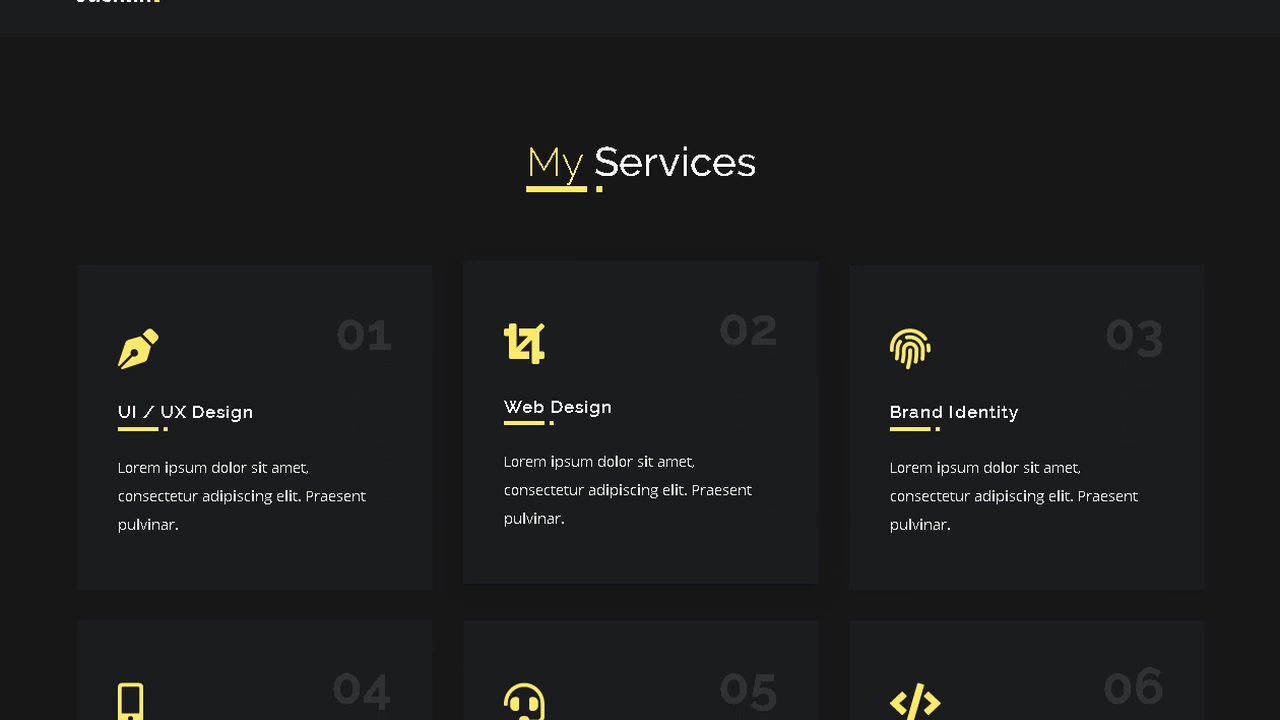 My Services
01
02
03
UI / UX Design
Web Design
Brand Identity
Lorem ipsum dolor sit amet,
consectetur adipiscing elit. Praesent
pulvinar.
Lorem ipsum dolor sit amet,
consectetur adipiscing elit. Praesent
pulvinar.
Lorem ipsum dolor sit amet,
consectetur adipiscing elit. Praesent
pulvinar.
04
05
06